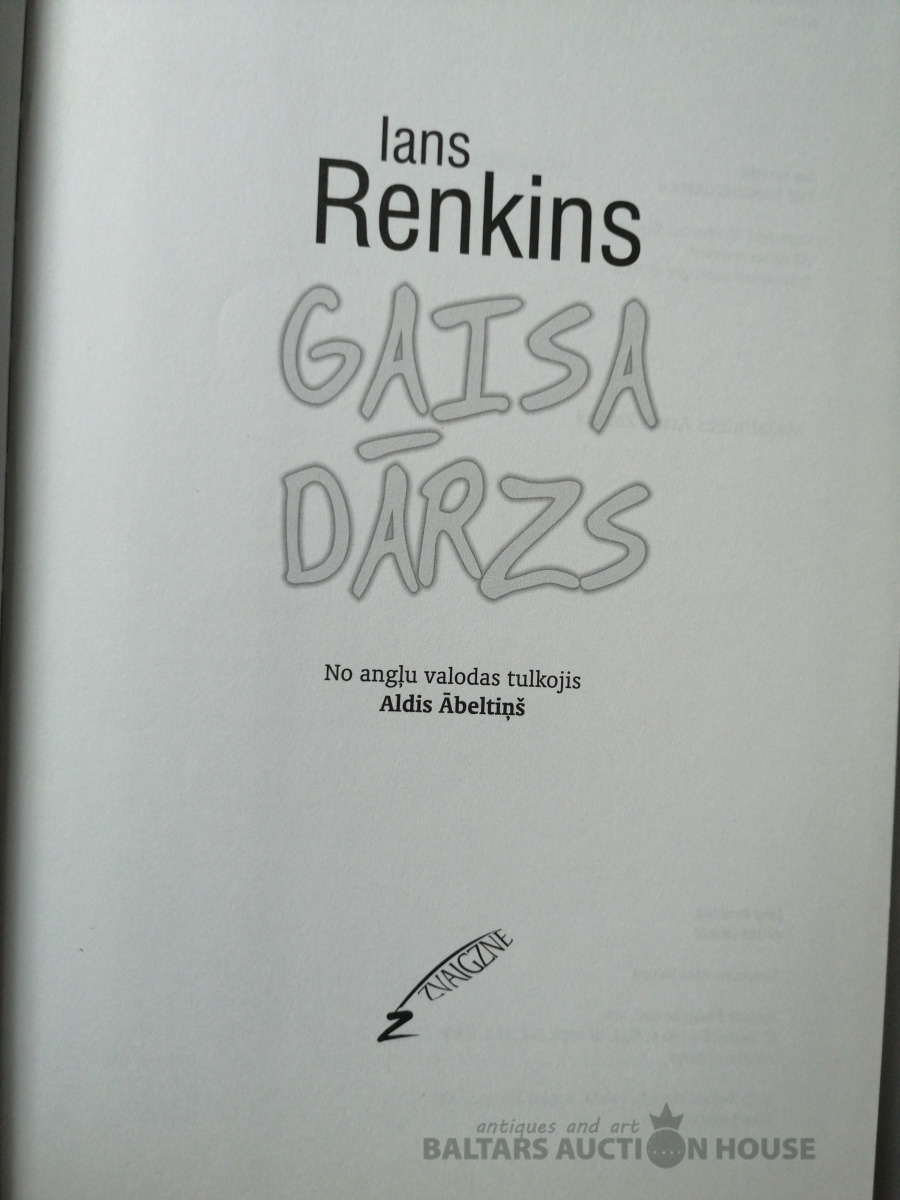 Ians
Renkins
GAISA
DĀRZS
No angļu valodas tulkojis
Aldis Ābeltiņš
ZVAIGZNE
antiques and art
BALTARS AUCTION HOUSE